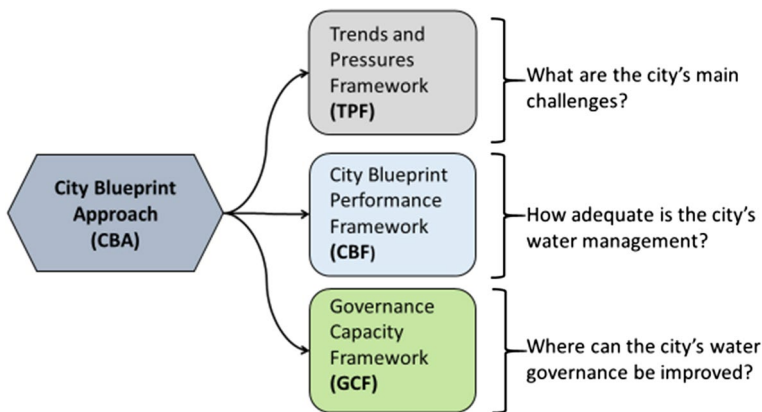 City Blueprint
Approach
(CBA)
Trends and
Pressures
Framework
(TPF)
What are the city's main
challenges?
City Blueprint
Performance
Framework
(CBF)
How adequate is the city's
water management?
Governance
Capacity
Framework
(GCF)
Where can the city's water
governance be improved?